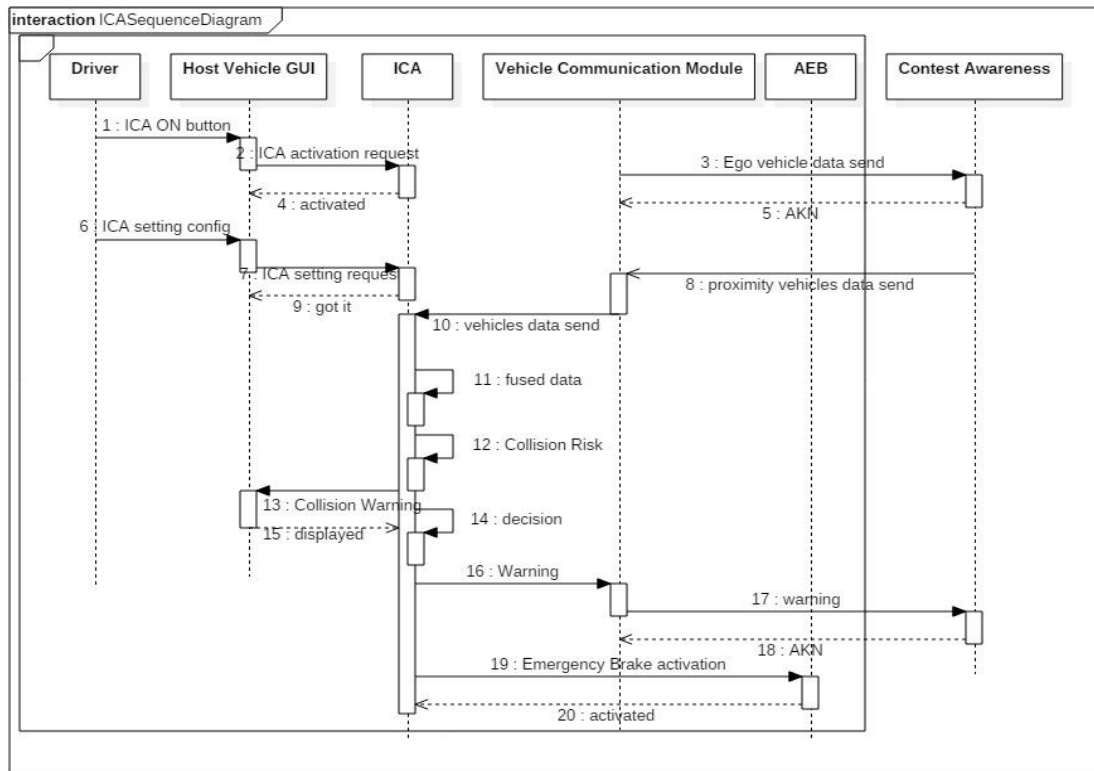 interaction ICASequenceDiagram
Driver
Host Vehicle GUI
ICA
Vehicle Communication Module
AEB
Contest Awareness
1 : ICA ON button
2 : ICA activation request
3 : Ego vehicle data send
4 : activated
5 : AKN
6 : ICA setting config
7 : ICA setting request
8 : proximity vehicles data send
9 : got it
10 : vehicles data send
11 : fused data
12 : Collision Risk
13 : Collision Warning
14 : decision
15 : displayed
16 : Warning
17 : warning
18 : AKN
19 : Emergency Brake activation
20 : activated